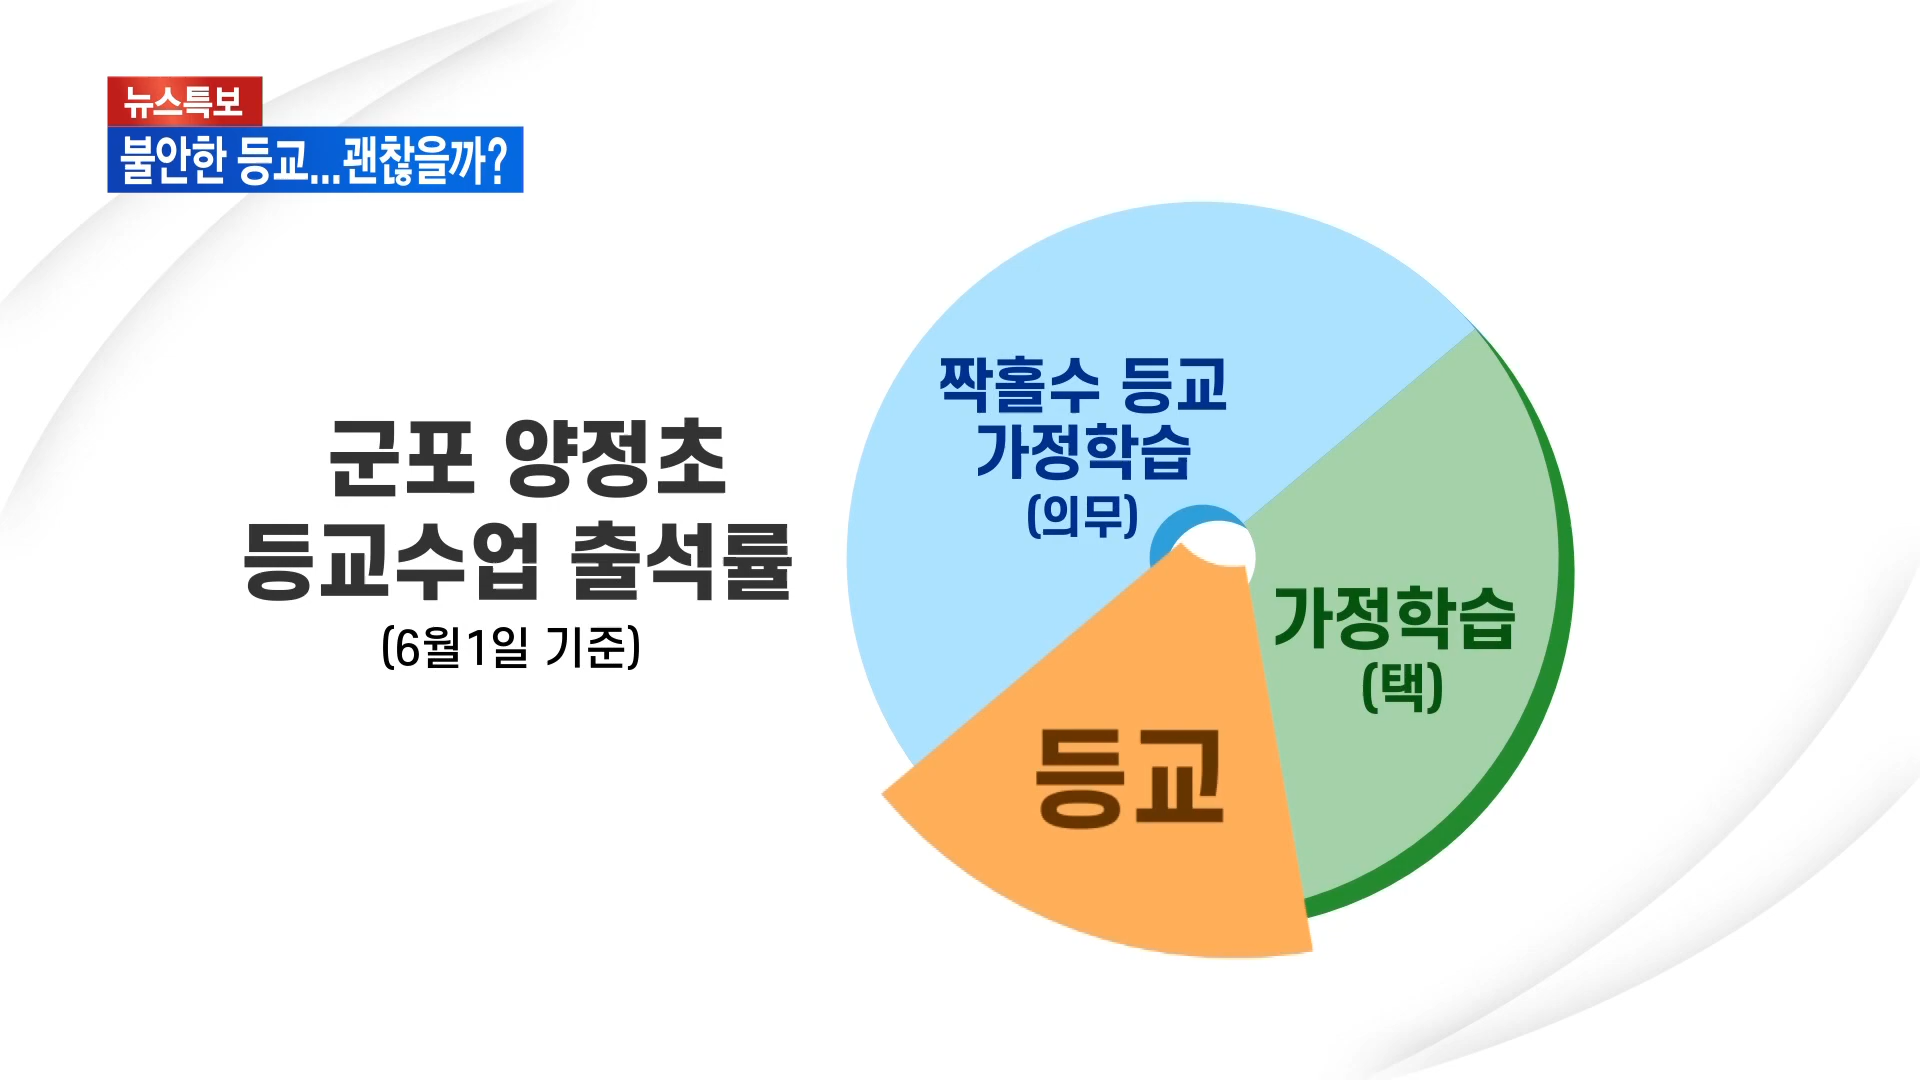 뉴스특보
불안한 등교...괜찮을까?
군포 양정초
등교수업 출석률
(6월1일 기준)
짝홀수 등교
가정학습
(의무)
가정학습
(택)
등교